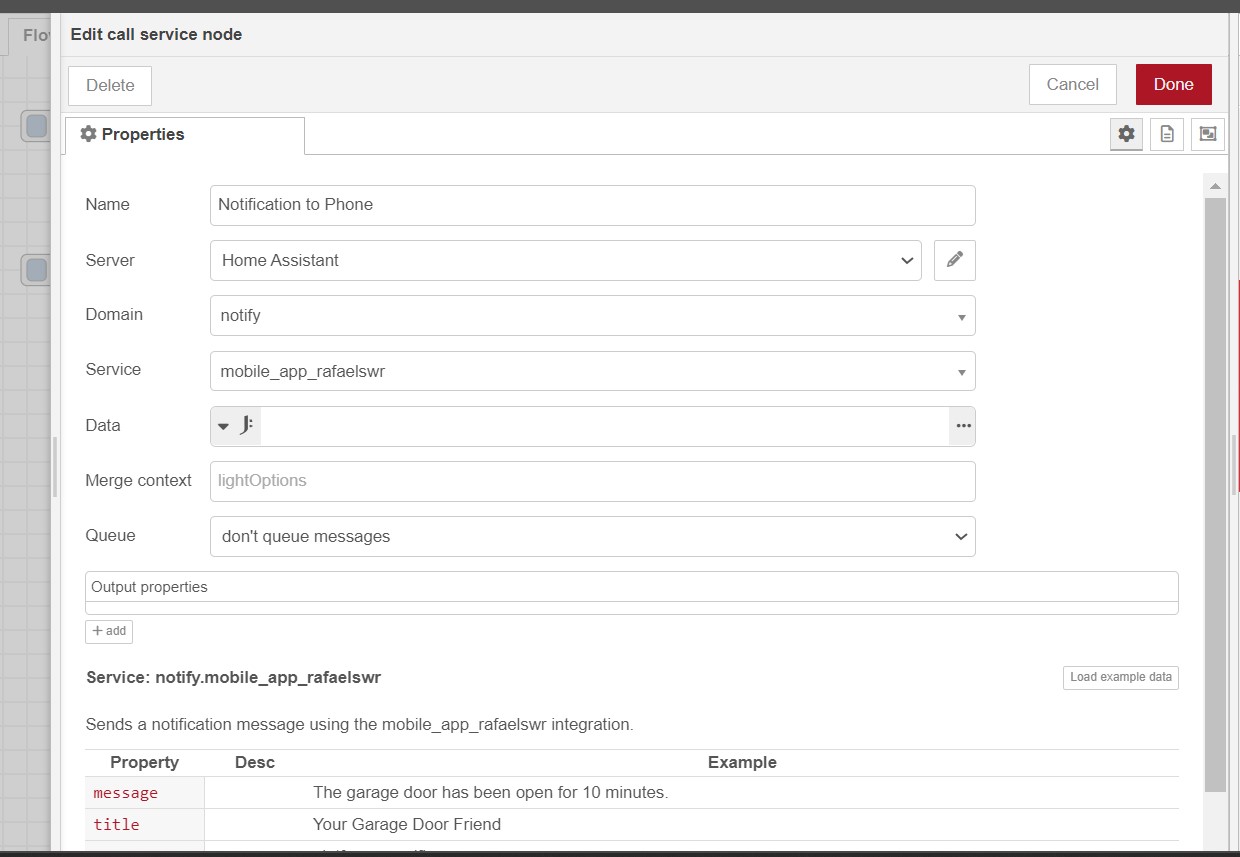 Flo
Edit call service node
Delete
Cancel
Done
Properties
Name
Notification to Phone
Server
Home Assistant
Domain
notify
Service
mobile_app_rafaelswr
Data
J:
Merge context
lightOptions
Queue
don't queue messages
Output properties
+ add
Service: notify.mobile_app_rafaelswr
Load example data
Sends a notification message using the mobile_app_rafaelswr integration.
Property Desc Example
message The garage door has been open for 10 minutes.
title Your Garage Door Friend